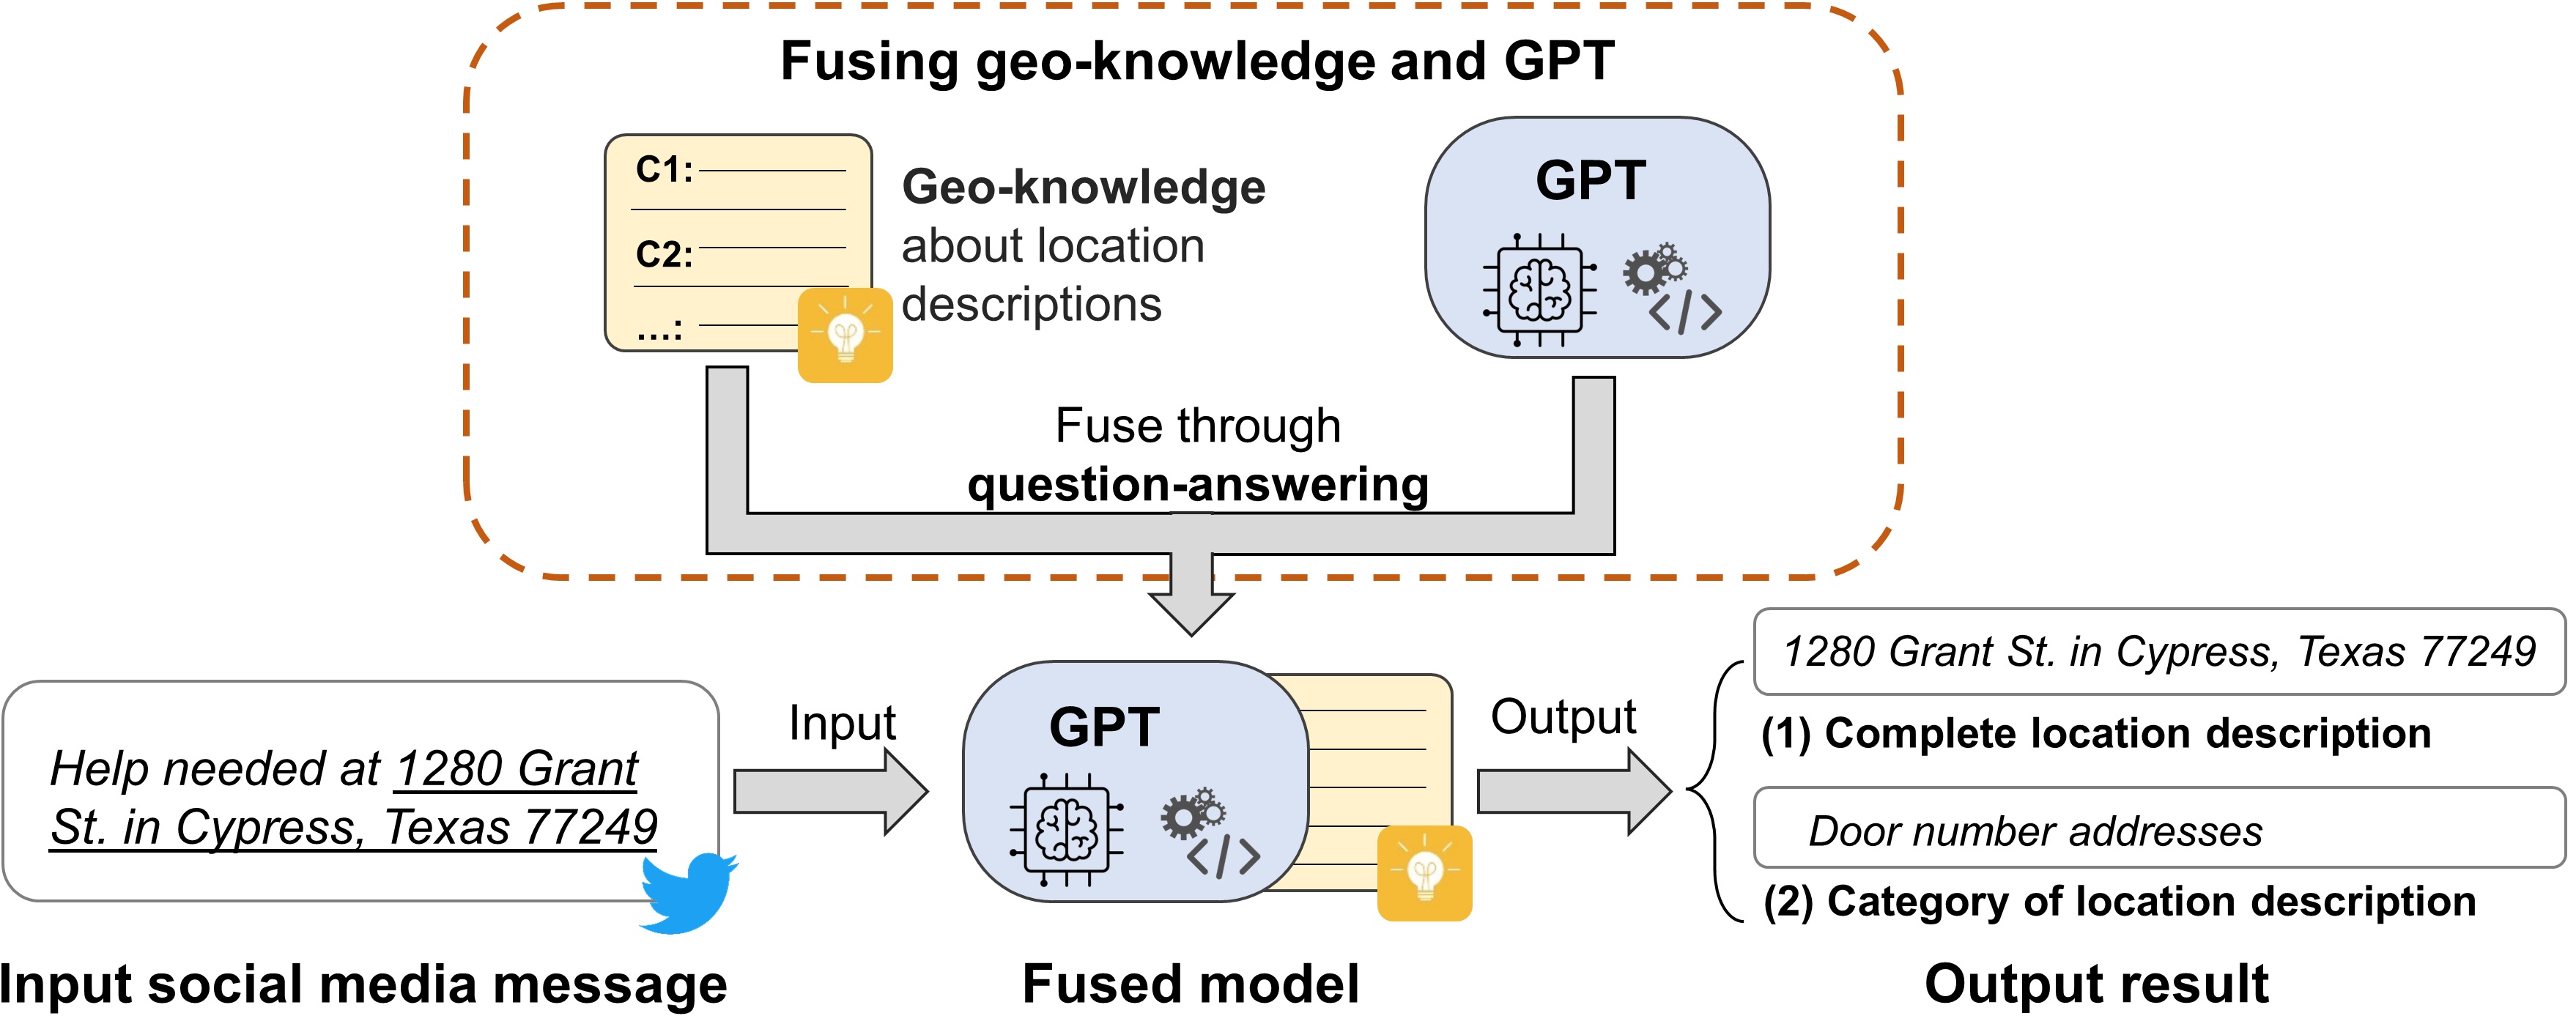 Fusing geo-knowledge and GPT
C1:
C2:
...:
Geo-knowledge
about location
descriptions
GPT
</>
Fuse through
question-answering
Help needed at 1280 Grant
St. in Cypress, Texas 77249
Input social media message
Input
GPT
</>
Fused model
Output
1280 Grant St. in Cypress, Texas 77249
(1) Complete location description
Door number addresses
(2) Category of location description
Output result